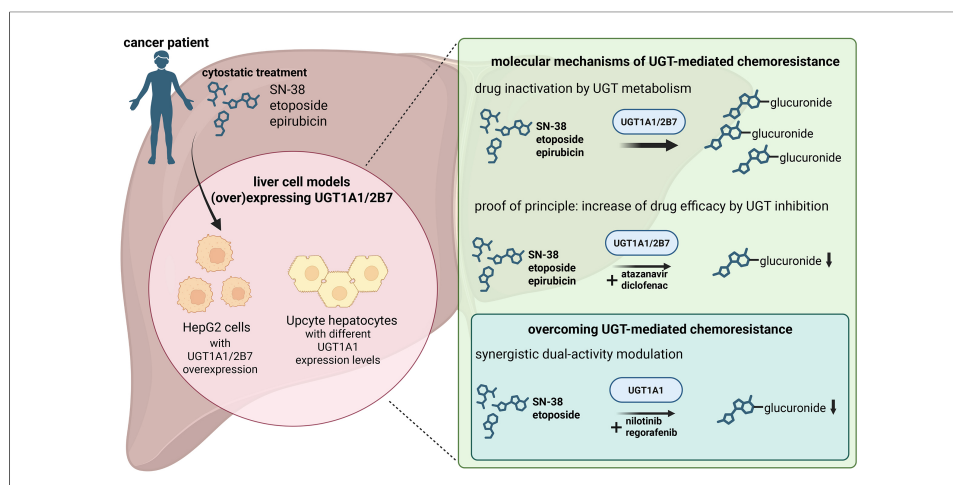 cancer patient
cytostatic treatment
SN-38
etoposide
epirubicin
liver cell models
(over)expressing UGT1A1/2B7
HepG2 cells
with
UGT1A1/2B7
overexpression
Upcyte hepatocytes
with different
UGT1A1
expression levels
molecular mechanisms of UGT-mediated chemoresistance
drug inactivation by UGT metabolism
SN-38
etoposide
epirubicin
UGT1A1/2B7
glucuronide
glucuronide
glucuronide
proof of principle: increase of drug efficacy by UGT inhibition
SN-38
etoposide
epirubicin
UGT1A1/2B7
+ atazanavir
diclofenac
glucuronide
overcoming UGT-mediated chemoresistance
synergistic dual-activity modulation
SN-38
etoposide
UGT1A1
+ nilotinib
regorafenib
glucuronide